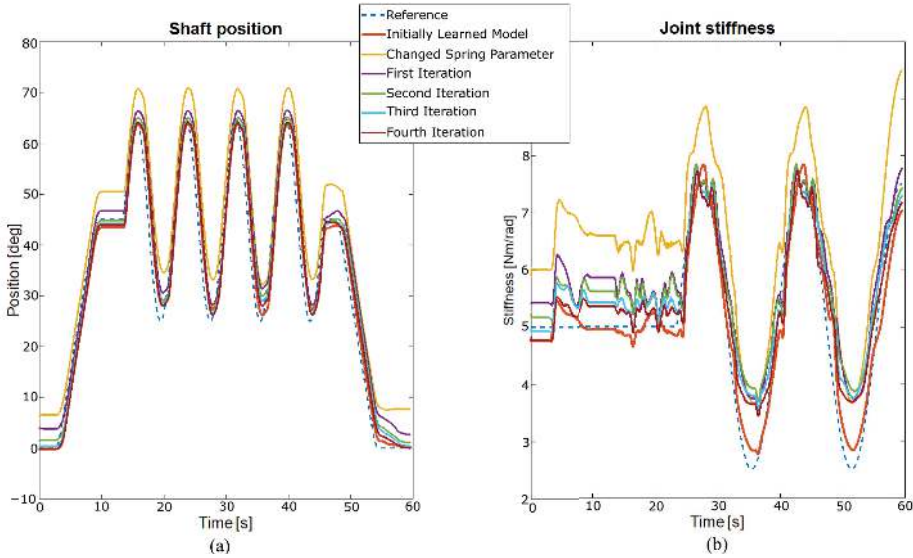 Shaft position
Joint stiffness
Reference
Initially Learned Model
Changed Spring Parameter
First Iteration
Second Iteration
Third Iteration
Fourth Iteration
80
70
60
50
40
30
20
10
0
−10
Position [deg]
0 10 20 30 40 50 60
Time [s]
(a)
8
7
6
5
4
3
2
Stiffness [Nm/rad]
0 10 20 30 40 50 60
Time [s]
(b)